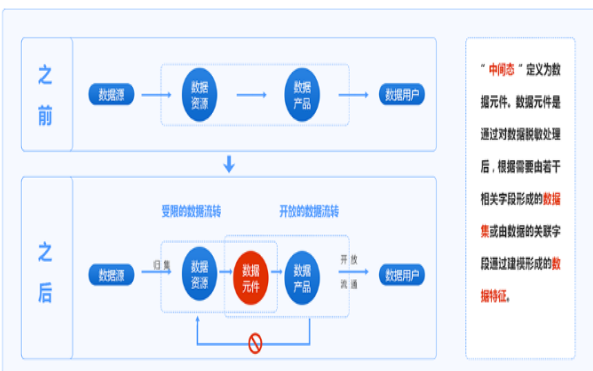 之
前
数据源
数据
资源
数据
产品
数据用户
之
后
受限的数据流转
开放的数据流转
数据源
归集
数据
资源
数据
元件
数据
产品
开放
流通
数据用户
“中间态”定义为数
据元件。数据元件是
通过对数据脱敏处理
后，根据需要由若干
相关字段形成的数据
集或由数据的关联字
段通过建模形成的数
据特征。